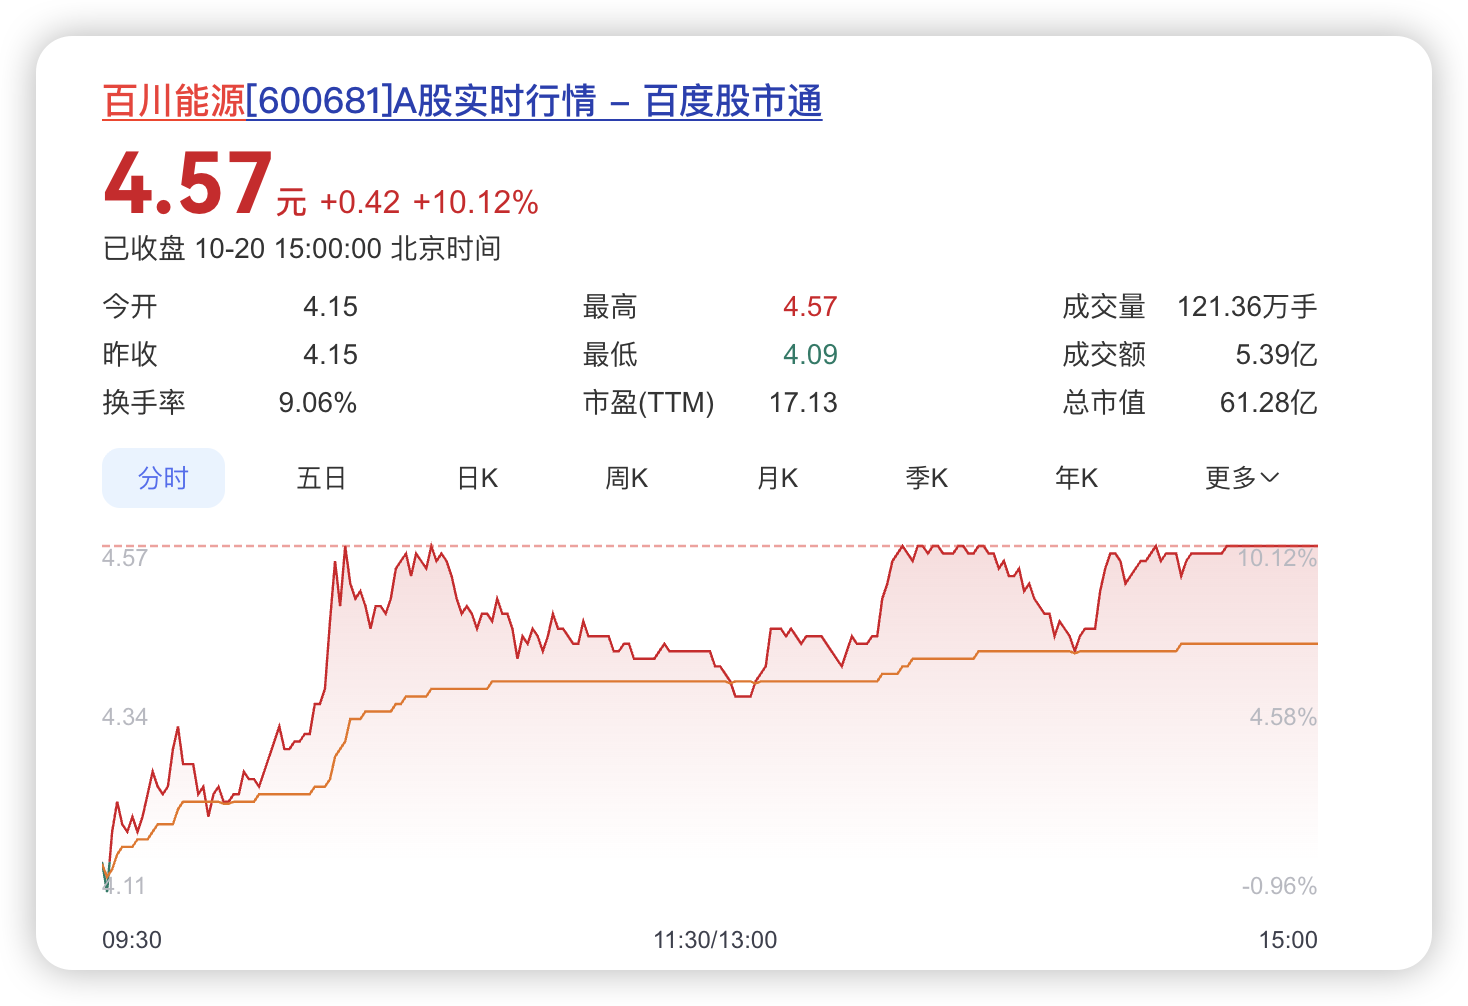 百川能源[600681]A股实时行情 – 百度股市通
4.57元 +0.42 +10.12%
已收盘 10-20 15:00:00 北京时间
今开 4.15 最高 4.57 成交量 121.36万手
昨收 4.15 最低 4.09 成交额 5.39亿
换手率 9.06% 市盈(TTM) 17.13 总市值 61.28亿
分时 五日 日K 周K 月K 季K 年K 更多
4.57 10.12%
4.34 4.58%
4.11 -0.96%
09:30 11:30/13:00 15:00